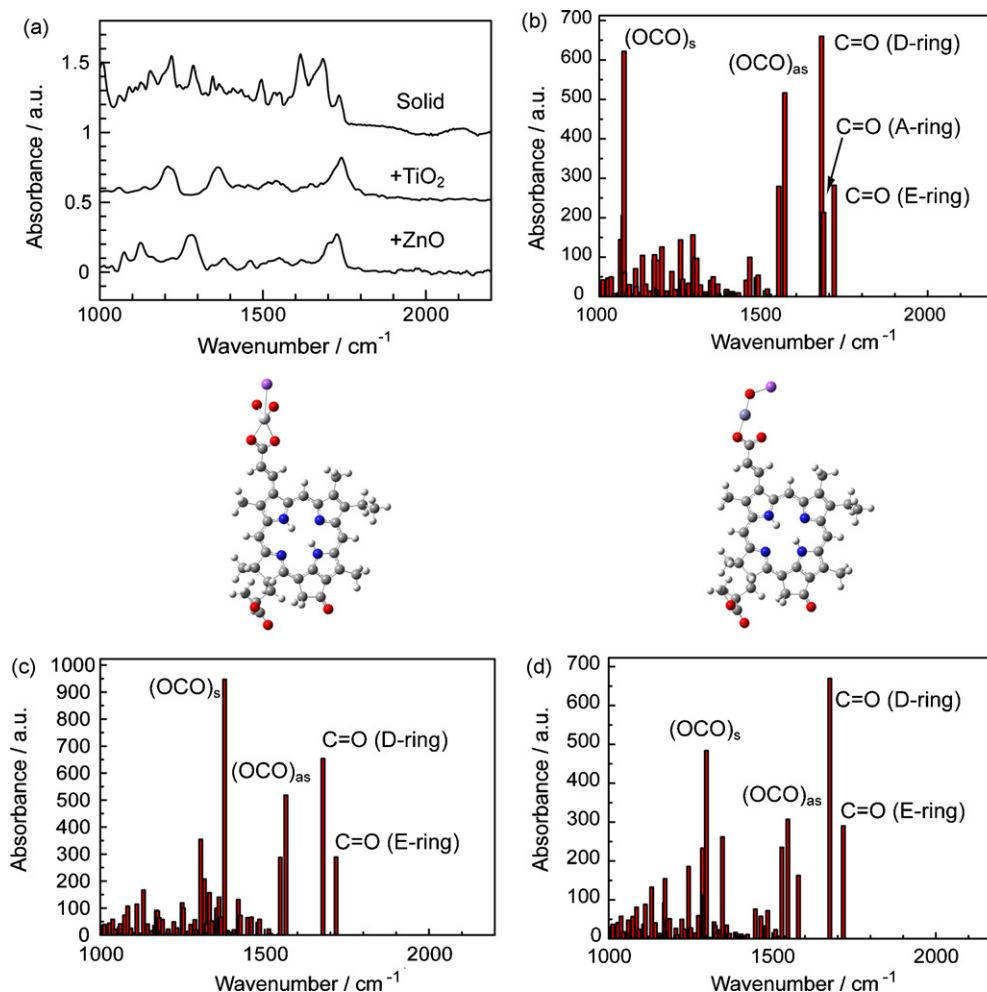 (a)
1.5
1
0.5
0
Solid
+TiO2
+ZnO
1000
1500
2000
Absorbance / a.u.
Wavenumber / cm−1
(b)
700
600
500
400
300
200
100
0
(OCO)s
(OCO)as
C=O (D-ring)
C=O (A-ring)
C=O (E-ring)
1000
1500
2000
Absorbance / a.u.
Wavenumber / cm−1
(c)
1000
900
800
700
600
500
400
300
200
100
0
(OCO)s
(OCO)as
C=O (D-ring)
C=O (E-ring)
1000
1500
2000
Absorbance / a.u.
Wavenumber / cm−1
(d)
700
600
500
400
300
200
100
0
(OCO)s
(OCO)as
C=O (D-ring)
C=O (E-ring)
1000
1500
2000
Absorbance / a.u.
Wavenumber / cm−1